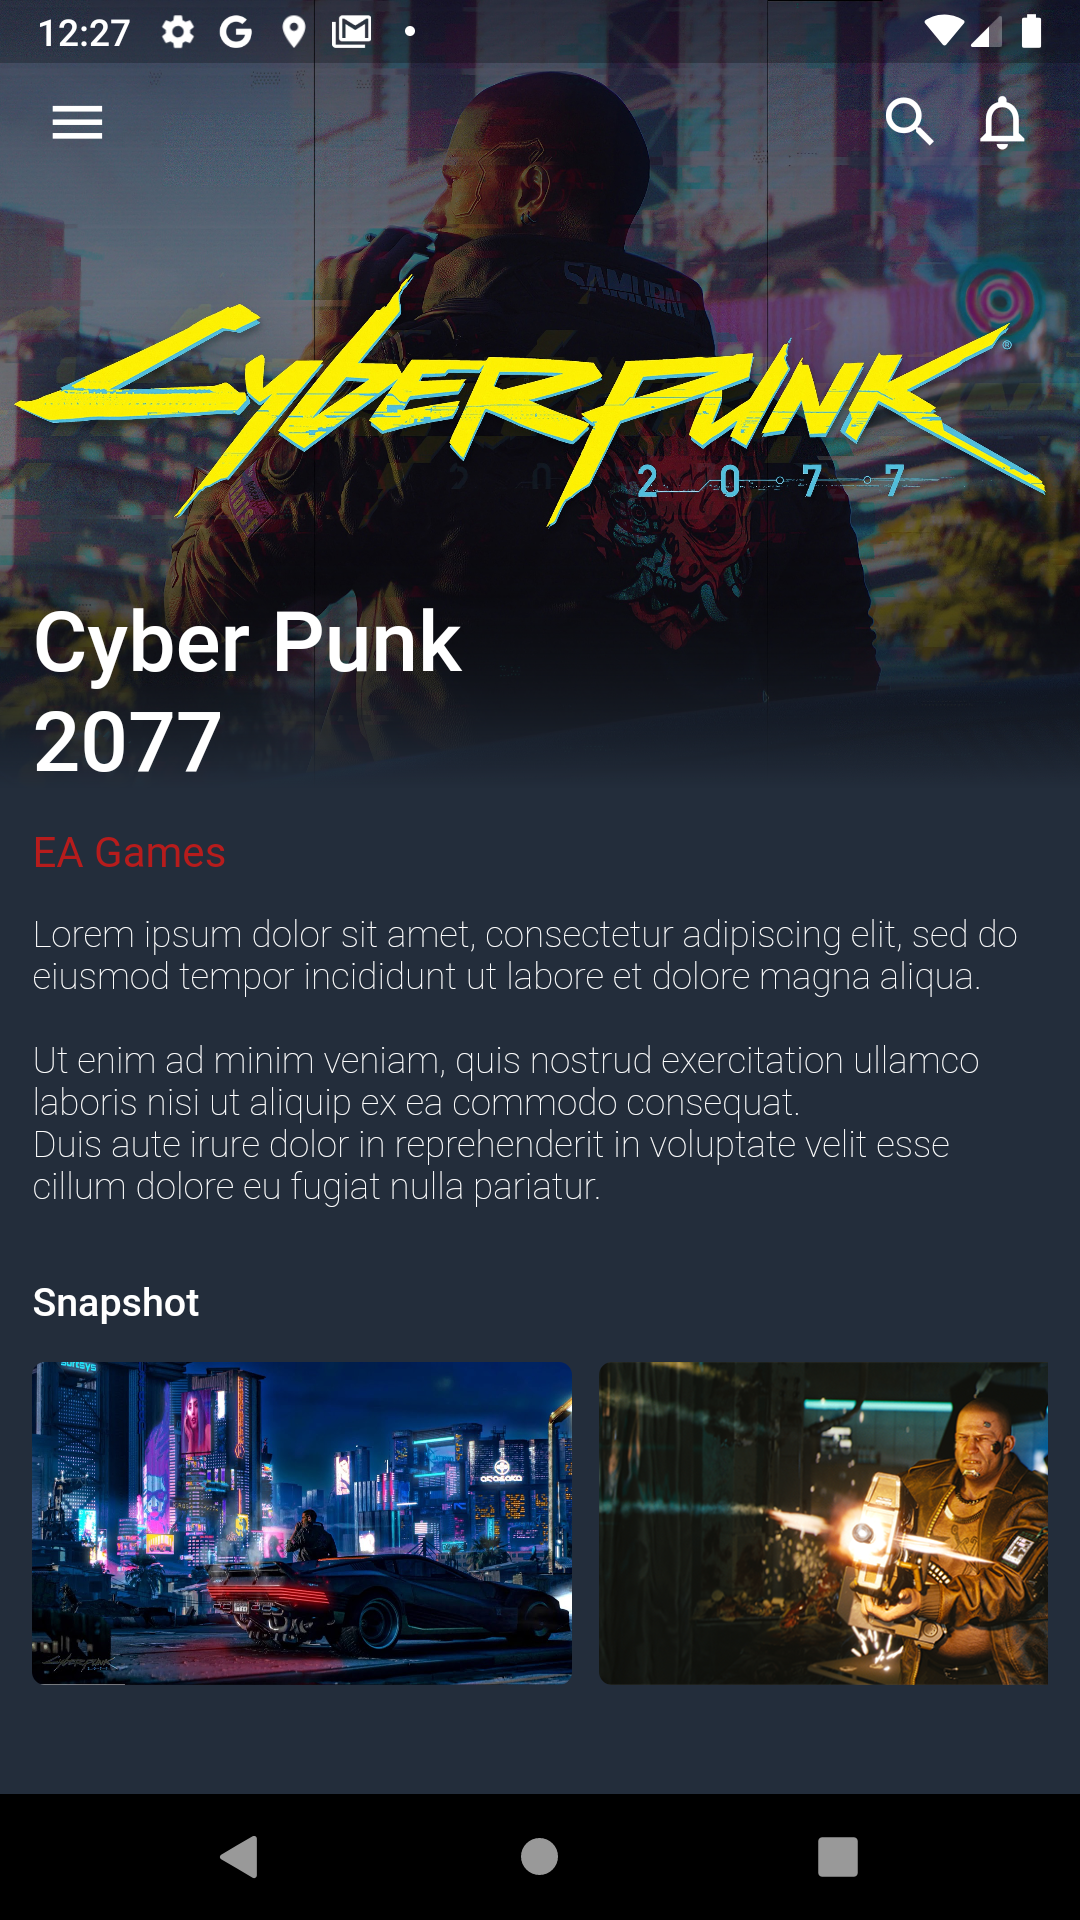 12:27
SAMURAI
CYBERPUNK
®
2077
Cyber Punk
2077
EA Games
Lorem ipsum dolor sit amet, consectetur adipiscing elit, sed do
eiusmod tempor incididunt ut labore et dolore magna aliqua.
Ut enim ad minim veniam, quis nostrud exercitation ullamco
laboris nisi ut aliquip ex ea commodo consequat.
Duis aute irure dolor in reprehenderit in voluptate velit esse
cillum dolore eu fugiat nulla pariatur.
Snapshot
ARASAKA
CYBERPUNK